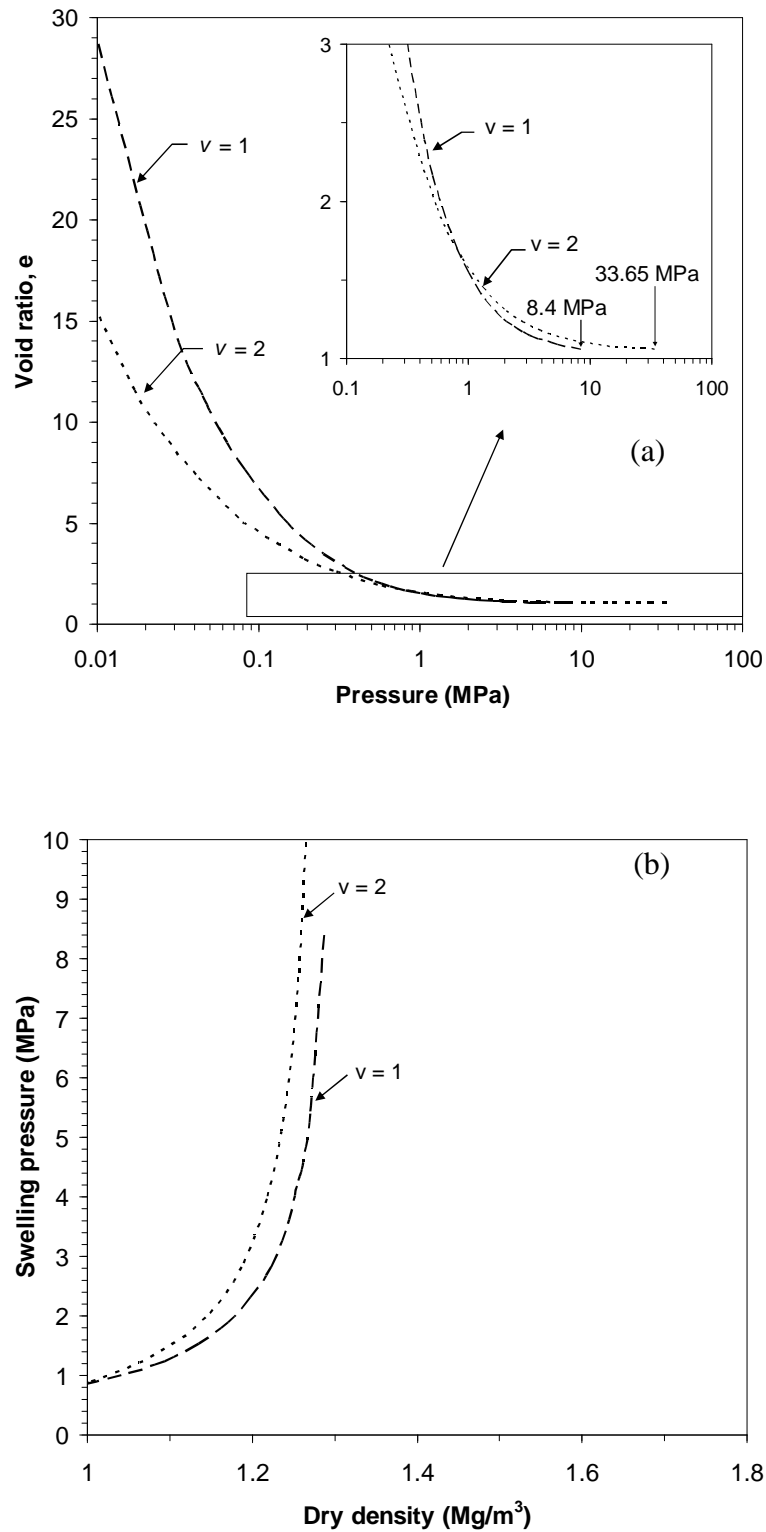 30
25
20
15
10
5
0
Void ratio, e
0.01 0.1 1 10 100
Pressure (MPa)
v = 1
v = 2
3
2
1
0.1 1 10 100
v = 1
v = 2
33.65 MPa
8.4 MPa
(a)
10
9
8
7
6
5
4
3
2
1
0
Swelling pressure (MPa)
1 1.2 1.4 1.6 1.8
Dry density (Mg/m³)
(b)
v = 2
v = 1